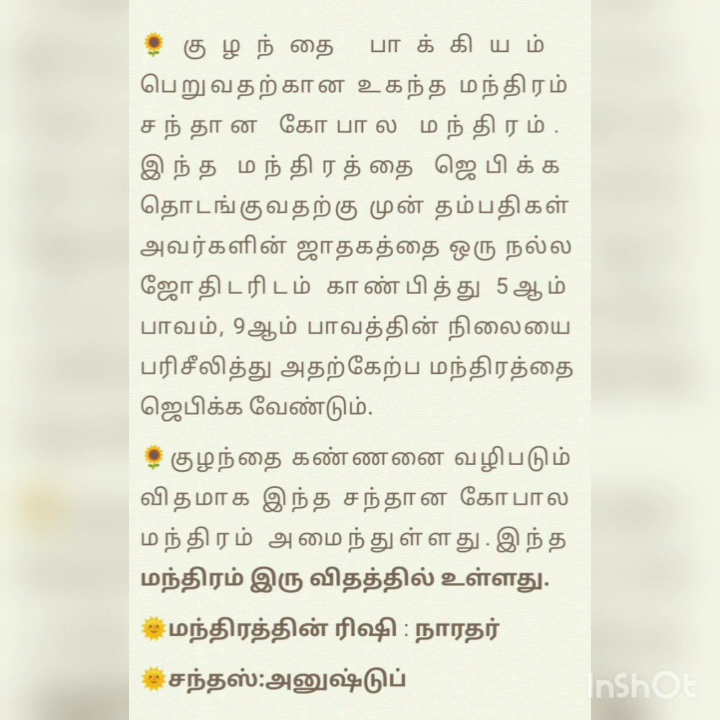 🌻 குழந்தை பாக்கியம்
பெறுவதற்கான உகந்த மந்திரம்
சந்தான கோபால மந்திரம்.
இந்த மந்திரத்தை ஜெபிக்க
தொடங்குவதற்கு முன் தம்பதிகள்
அவர்களின் ஜாதகத்தை ஒரு நல்ல
ஜோதிடரிடம் காண்பித்து 5ஆம்
பாவம், 9ஆம் பாவத்தின் நிலையை
பரிசீலித்து அதற்கேற்ப மந்திரத்தை
ஜெபிக்க வேண்டும்.
🌻குழந்தை கண்ணனை வழிபடும்
விதமாக இந்த சந்தான கோபால
மந்திரம் அமைந்துள்ளது.இந்த
மந்திரம் இரு விதத்தில் உள்ளது.
🌞மந்திரத்தின் ரிஷி : நாரதர்
🌞சந்தஸ்:அனுஷ்டுப்
InShOt